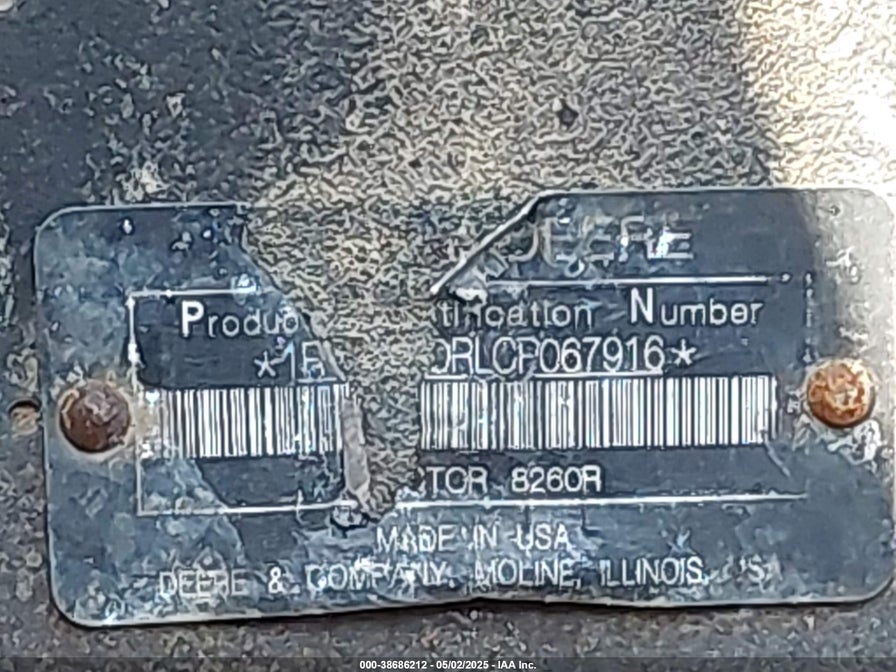 DEERE
Produc tification Number
*1R 0RLCP067916*
TOR 8260R
MADE IN USA
DEERE & COMPANY, MOLINE, ILLINOIS,
000-38686212 - 05/02/2025 - IAA Inc.